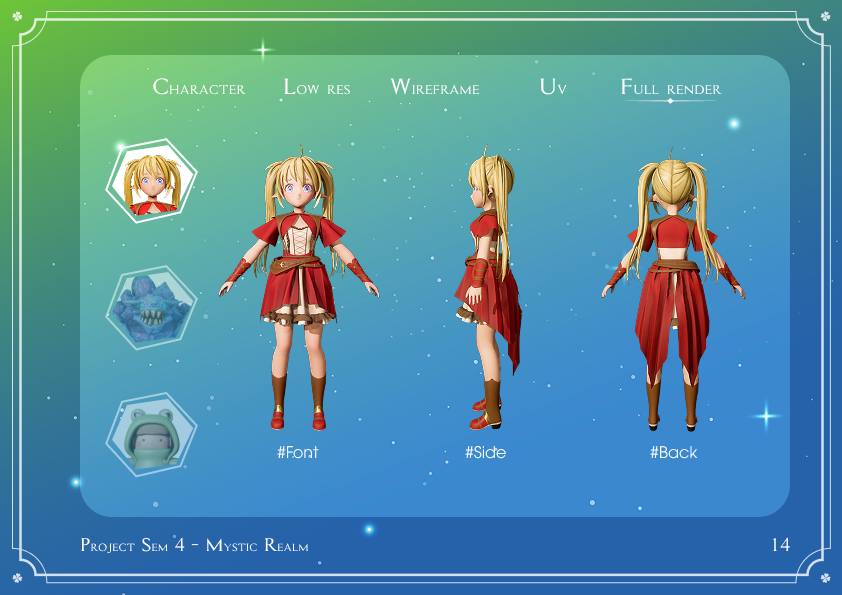 Character Low res Wireframe Uv Full render
#Font #Side #Back
Project Sem 4 - Mystic Realm 14